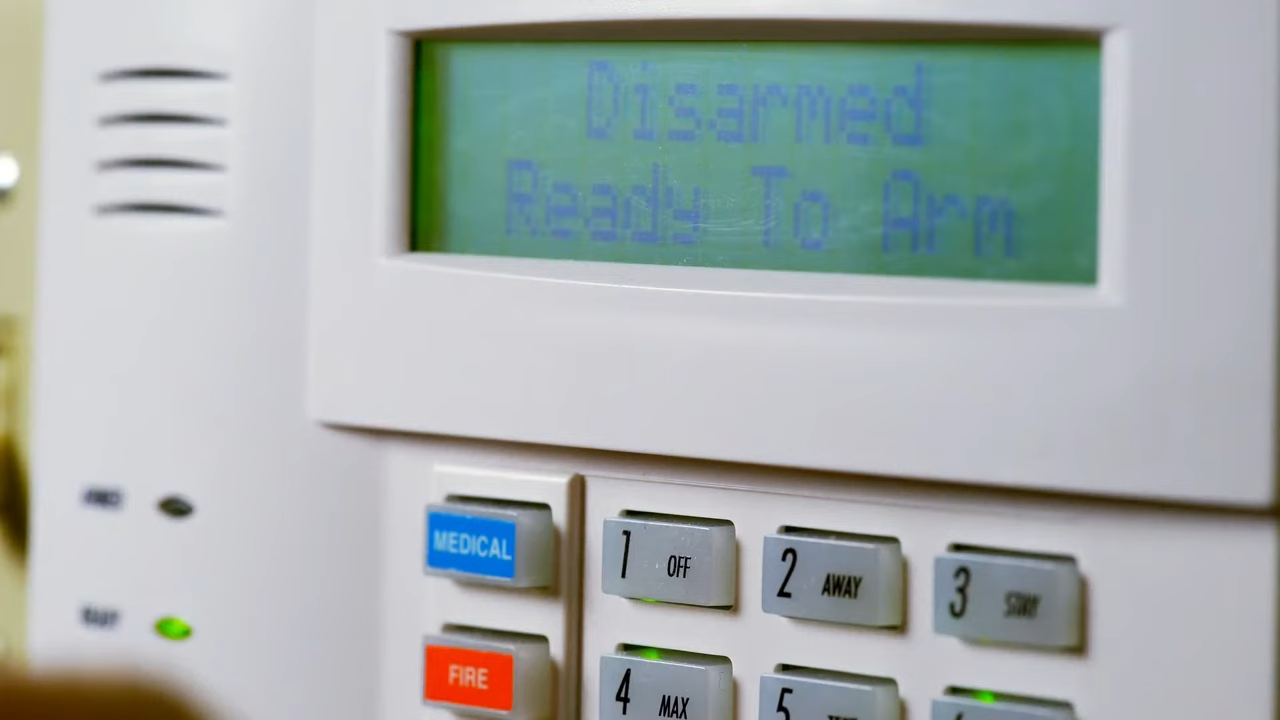 Disarmed
Ready To Arm
MEDICAL
1 OFF
2 AWAY
3 STAY
FIRE
4 MAX
5